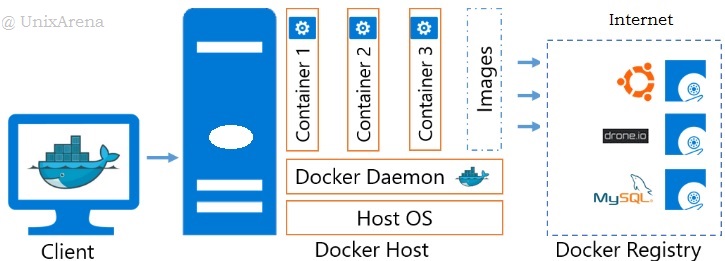 @ UnixArena
Internet
Container 1
Container 2
Container 3
Images
drone.io
MySQL
Docker Daemon
Host OS
Client
Docker Host
Docker Registry